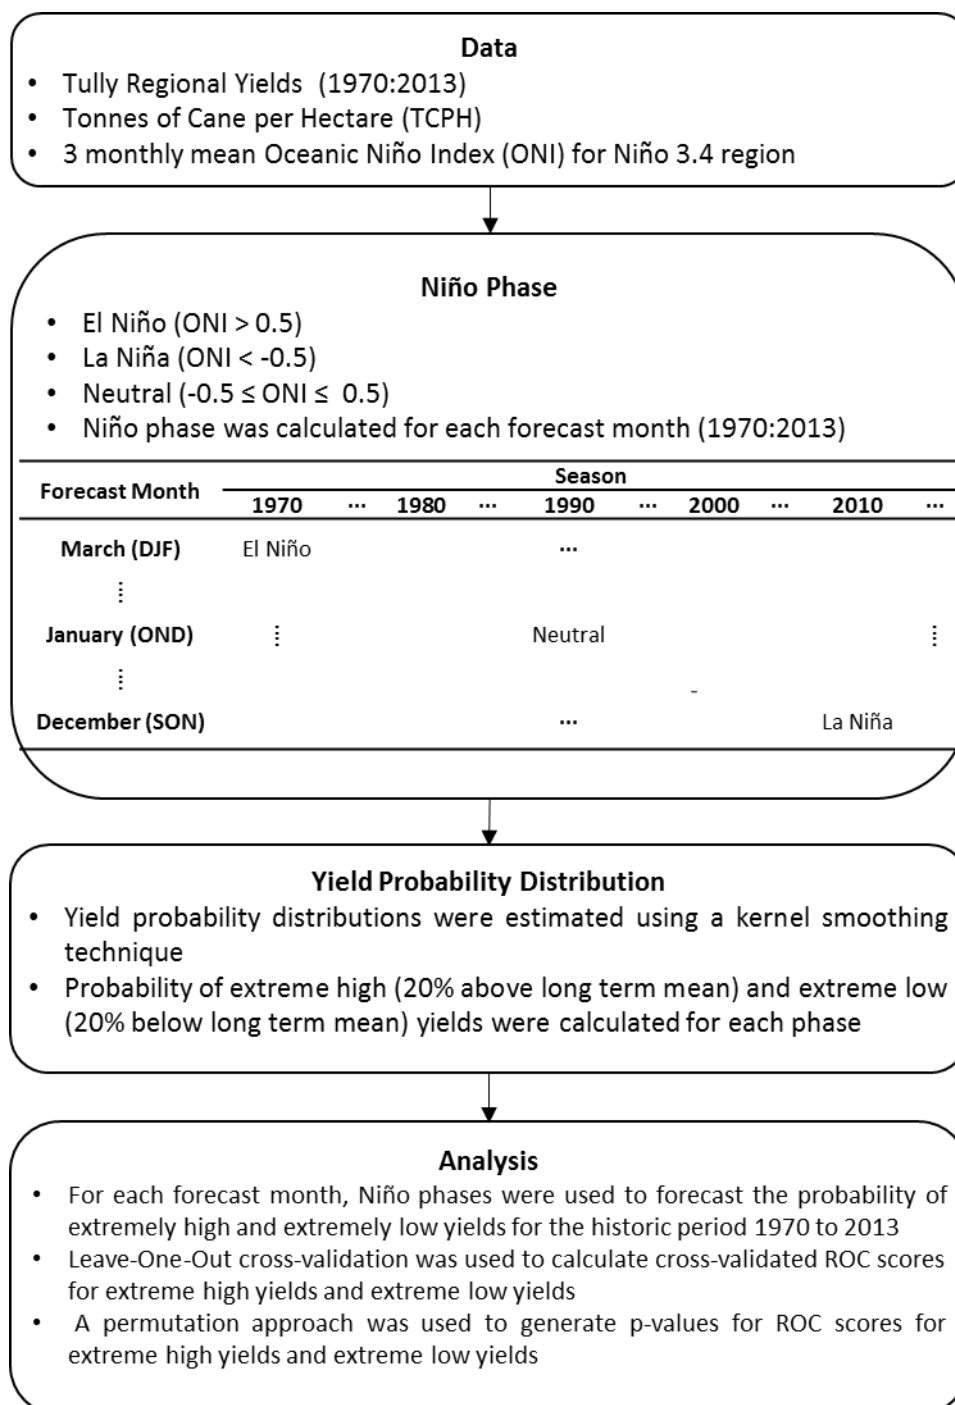 Data
• Tully Regional Yields (1970:2013)
• Tonnes of Cane per Hectare (TCPH)
• 3 monthly mean Oceanic Niño Index (ONI) for Niño 3.4 region
Niño Phase
• El Niño (ONI > 0.5)
• La Niña (ONI < -0.5)
• Neutral (-0.5 ≤ ONI ≤ 0.5)
• Niño phase was calculated for each forecast month (1970:2013)
Forecast Month Season
1970 ... 1980 ... 1990 ... 2000 ... 2010 ...
March (DJF) El Niño ...
⋮
January (OND) ⋮ Neutral ⋮
⋮ -
December (SON) ... La Niña
Yield Probability Distribution
• Yield probability distributions were estimated using a kernel smoothing
technique
• Probability of extreme high (20% above long term mean) and extreme low
(20% below long term mean) yields were calculated for each phase
Analysis
• For each forecast month, Niño phases were used to forecast the probability of
extremely high and extremely low yields for the historic period 1970 to 2013
• Leave-One-Out cross-validation was used to calculate cross-validated ROC scores
for extreme high yields and extreme low yields
• A permutation approach was used to generate p-values for ROC scores for
extreme high yields and extreme low yields